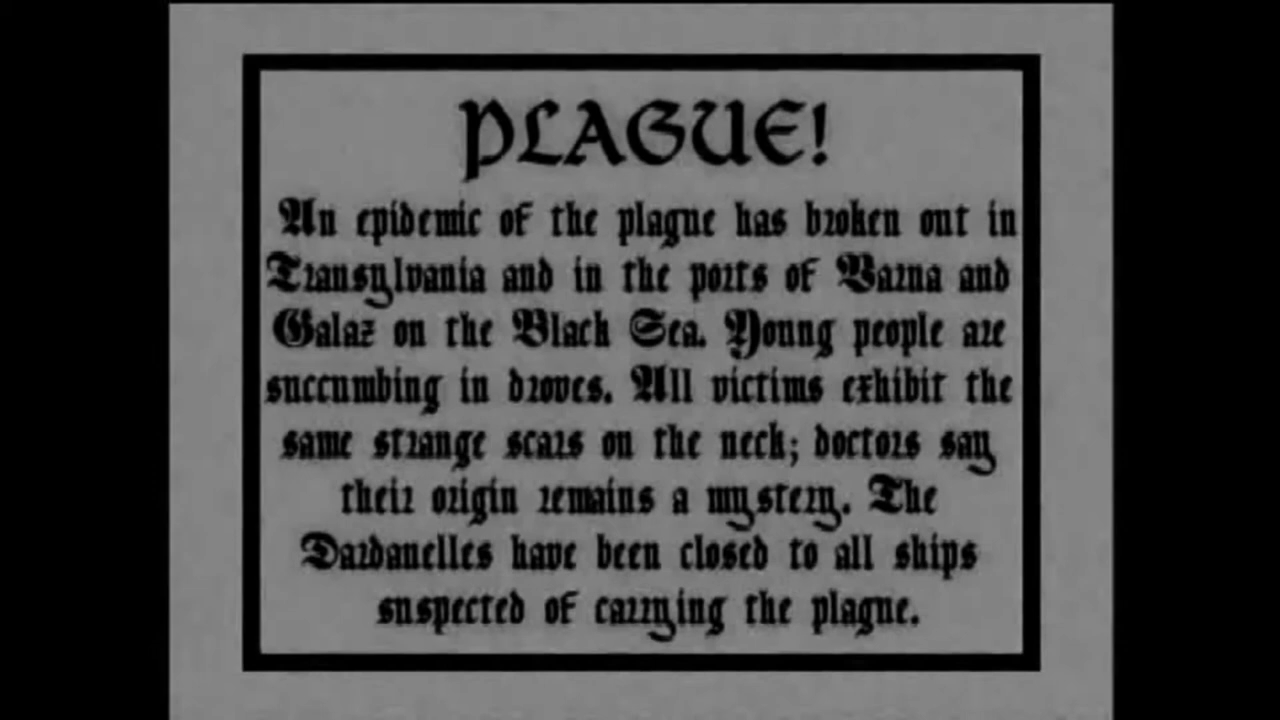 PLAGUE!
An epidemic of the plague has broken out in
Transylvania and in the ports of Varna and
Galaz on the Black Sea. Young people are
succumbing in droves. All victims exhibit the
same strange scars on the neck; doctors say
their origin remains a mystery. The
Dardanelles have been closed to all ships
suspected of carrying the plague.